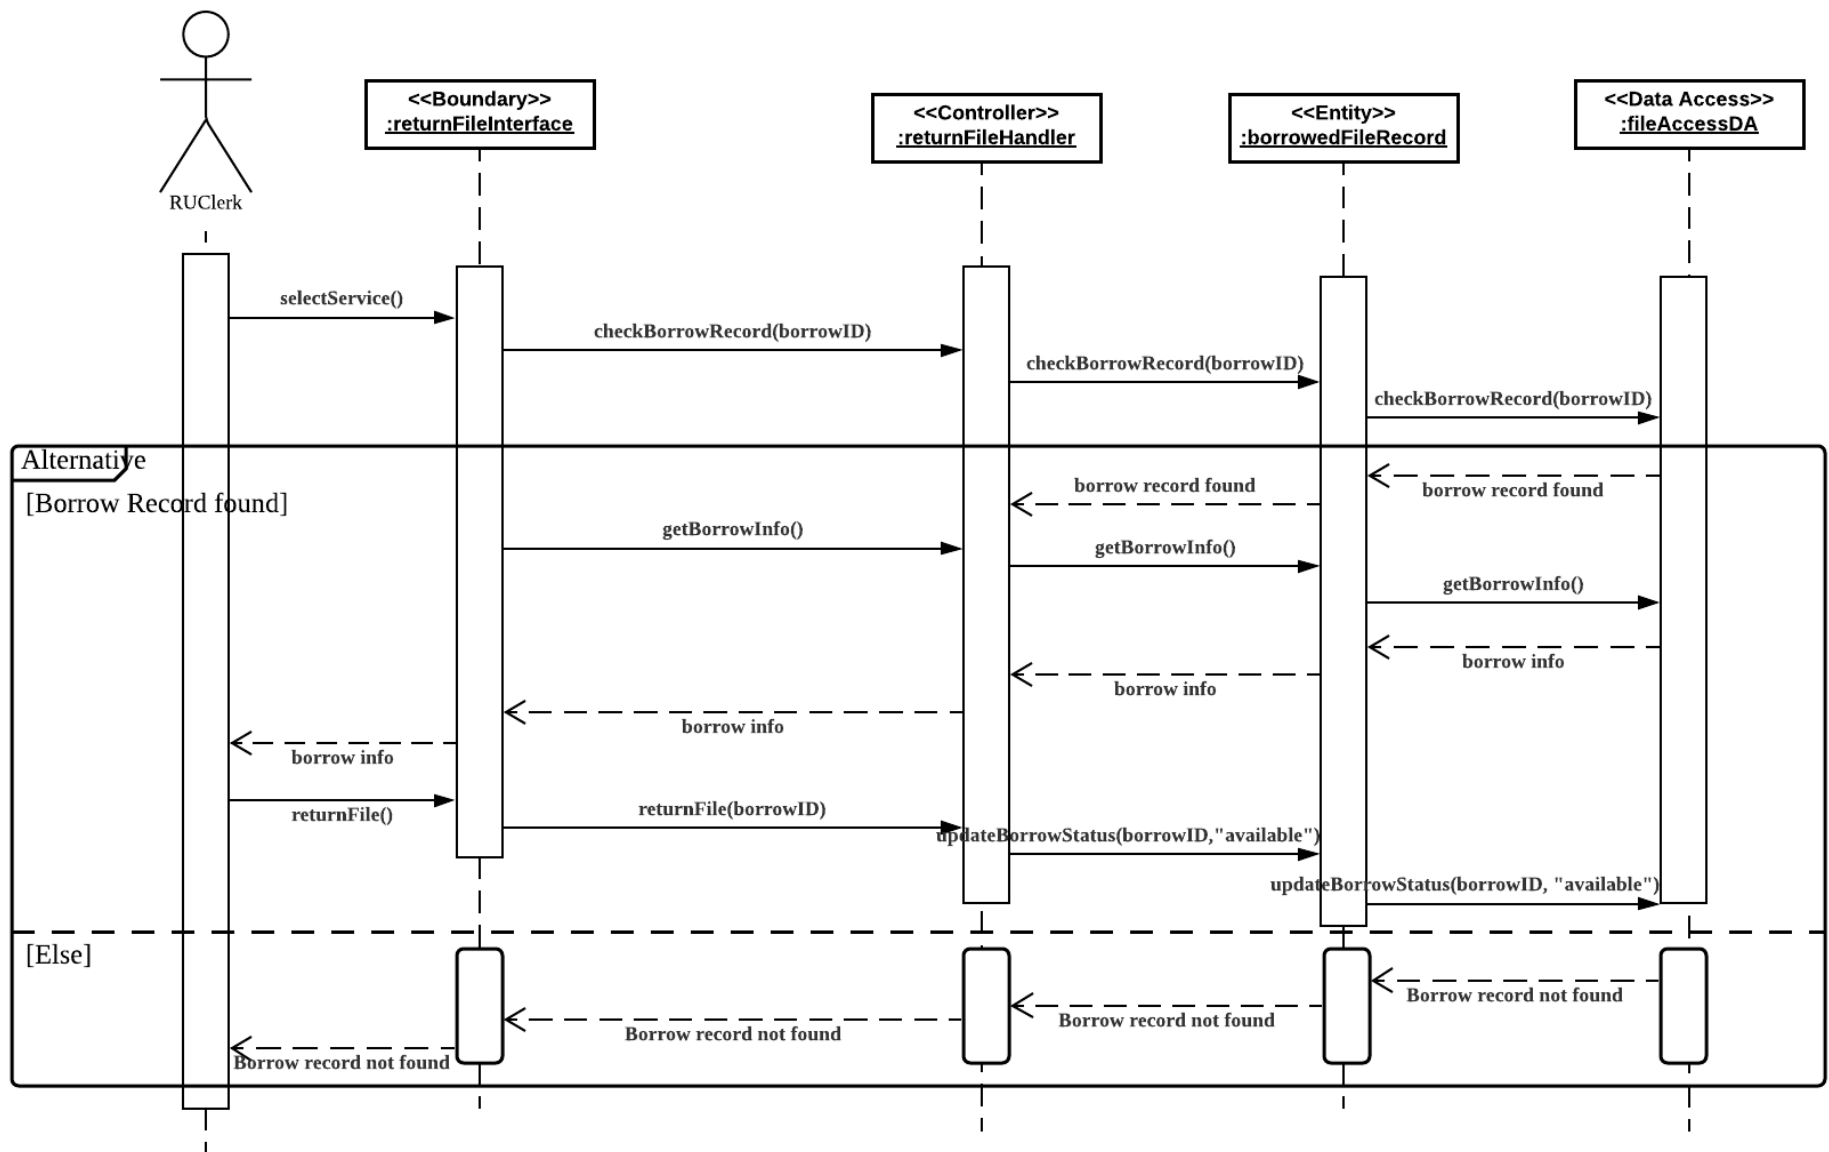 <<Boundary>>
:returnFileInterface
<<Controller>>
:returnFileHandler
<<Entity>>
:borrowedFileRecord
<<Data Access>>
:fileAccessDA
RUClerk
selectService()
checkBorrowRecord(borrowID)
checkBorrowRecord(borrowID)
checkBorrowRecord(borrowID)
Alternative
[Borrow Record found]
borrow record found
borrow record found
getBorrowInfo()
getBorrowInfo()
getBorrowInfo()
borrow info
borrow info
borrow info
borrow info
returnFile()
returnFile(borrowID)
updateBorrowStatus(borrowID,"available")
updateBorrowStatus(borrowID, "available")
[Else]
Borrow record not found
Borrow record not found
Borrow record not found
Borrow record not found